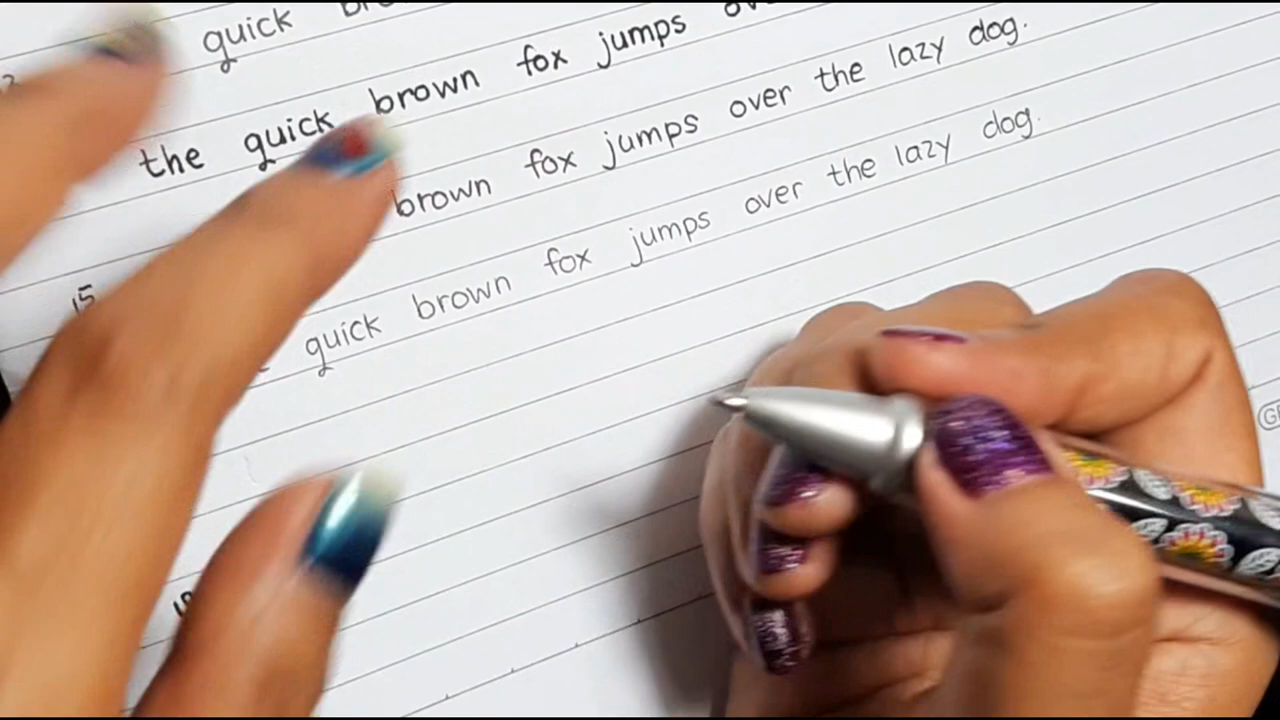 quick
the quick brown fox jumps
brown fox jumps over the lazy dog.
15
quick brown fox jumps over the lazy dog.